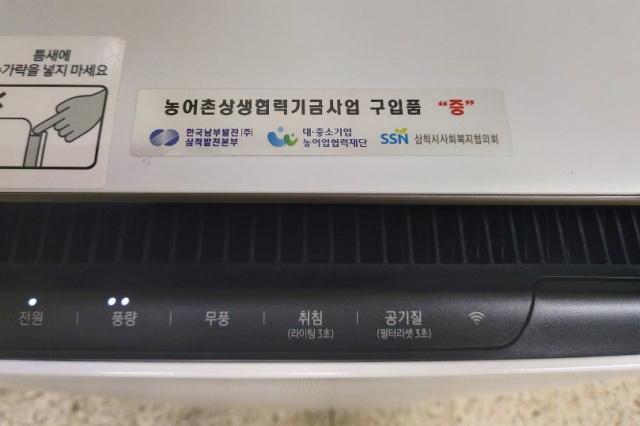 틈새에
손가락을 넣지 마세요
농어촌상생협력기금사업 구입품 “증”
한국남부발전(주)
삼척발전본부
대·중소기업
농어업협력재단
SSN 삼척시사회복지협의회
전원 | 풍량 | 무풍 | 취침 | 공기질
(라이팅 3초) (필터리셋 3초)